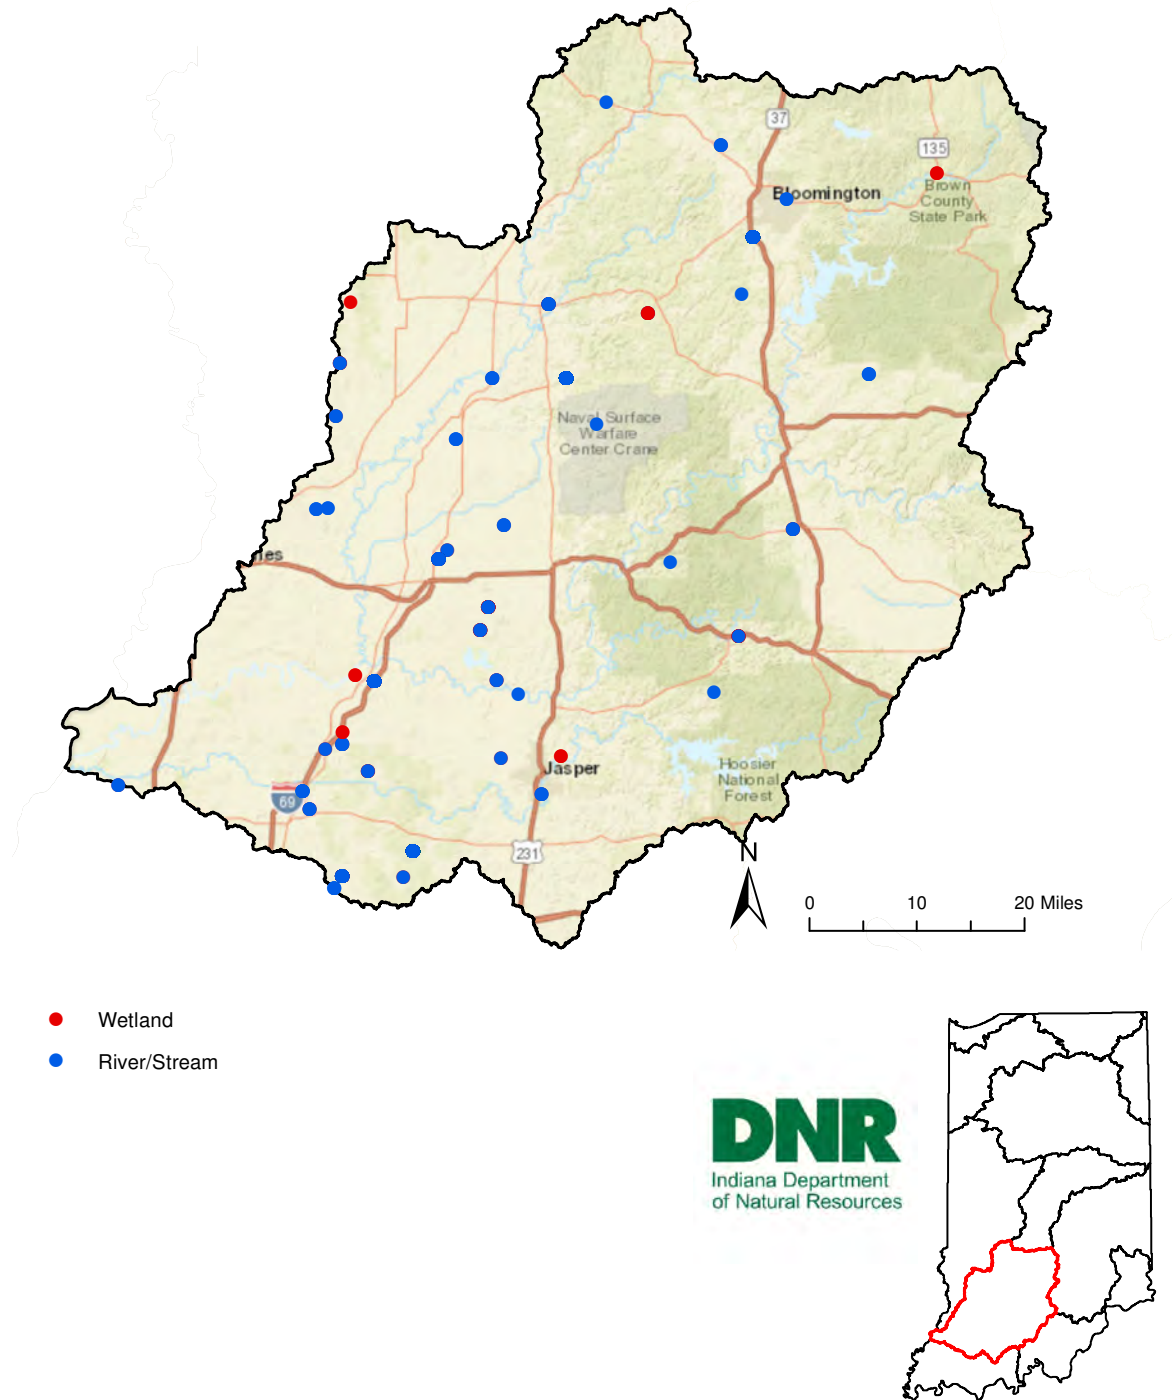 37
135
Bloomington
Brown
County
State Park
Naval Surface
Warfare
Center Crane
Jasper
Hoosier
National
Forest
69
231
N
0 10 20 Miles
Wetland
River/Stream
DNR
Indiana Department
of Natural Resources